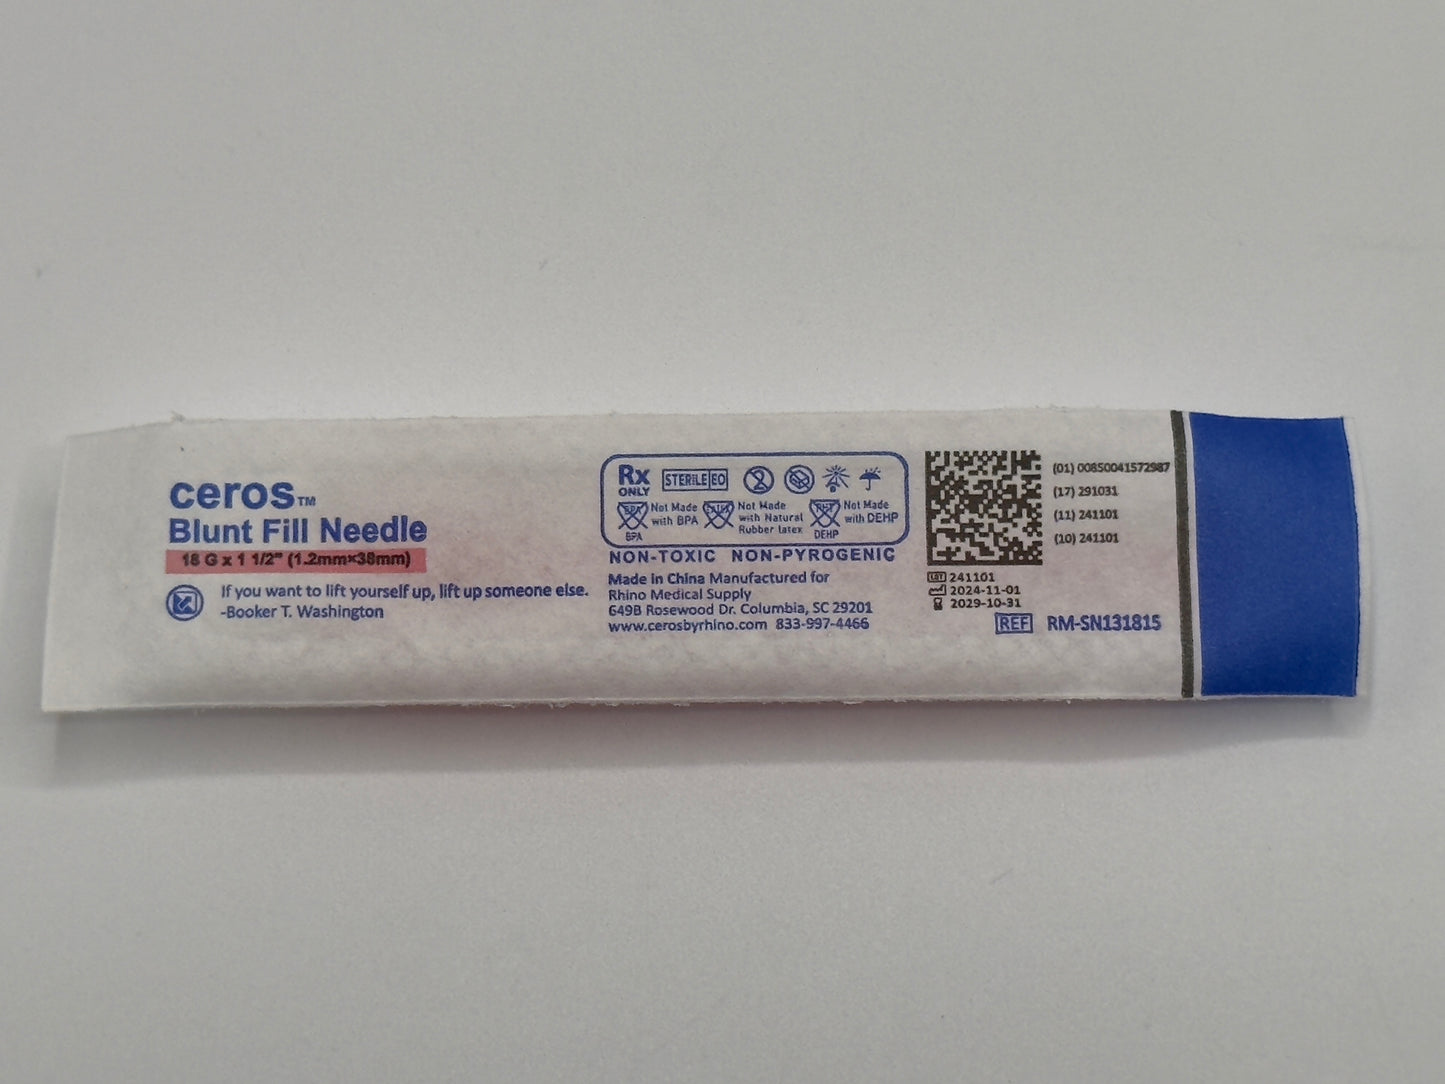 ceros™
Blunt Fill Needle
18 G x 1 1/2" (1.2mm×38mm)
If you want to lift yourself up, lift up someone else.
-Booker T. Washington
Rx
ONLY
STERILE EO
2
BPA
BPA
Not Made
with BPA
LATEX
Not Made
with Natural
Rubber latex
DEHP
Not Made
with DEHP
NON-TOXIC NON-PYROGENIC
Made in China Manufactured for
Rhino Medical Supply
649B Rosewood Dr. Columbia, SC 29201
www.cerosbyrhino.com 833-997-4466
(01) 00850041572987
(17) 291031
(11) 241101
(10) 241101
LOT 241101
2024-11-01
2029-10-31
REF RM-SN131815